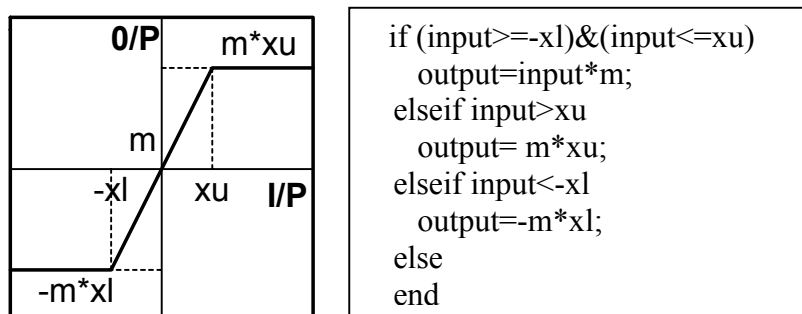 0/P
m*xu
m
-xl
xu
I/P
-m*xl
if (input>=-xl)&(input<=xu)
output=input*m;
elseif input>xu
output= m*xu;
elseif input<-xl
output=-m*xl;
else
end